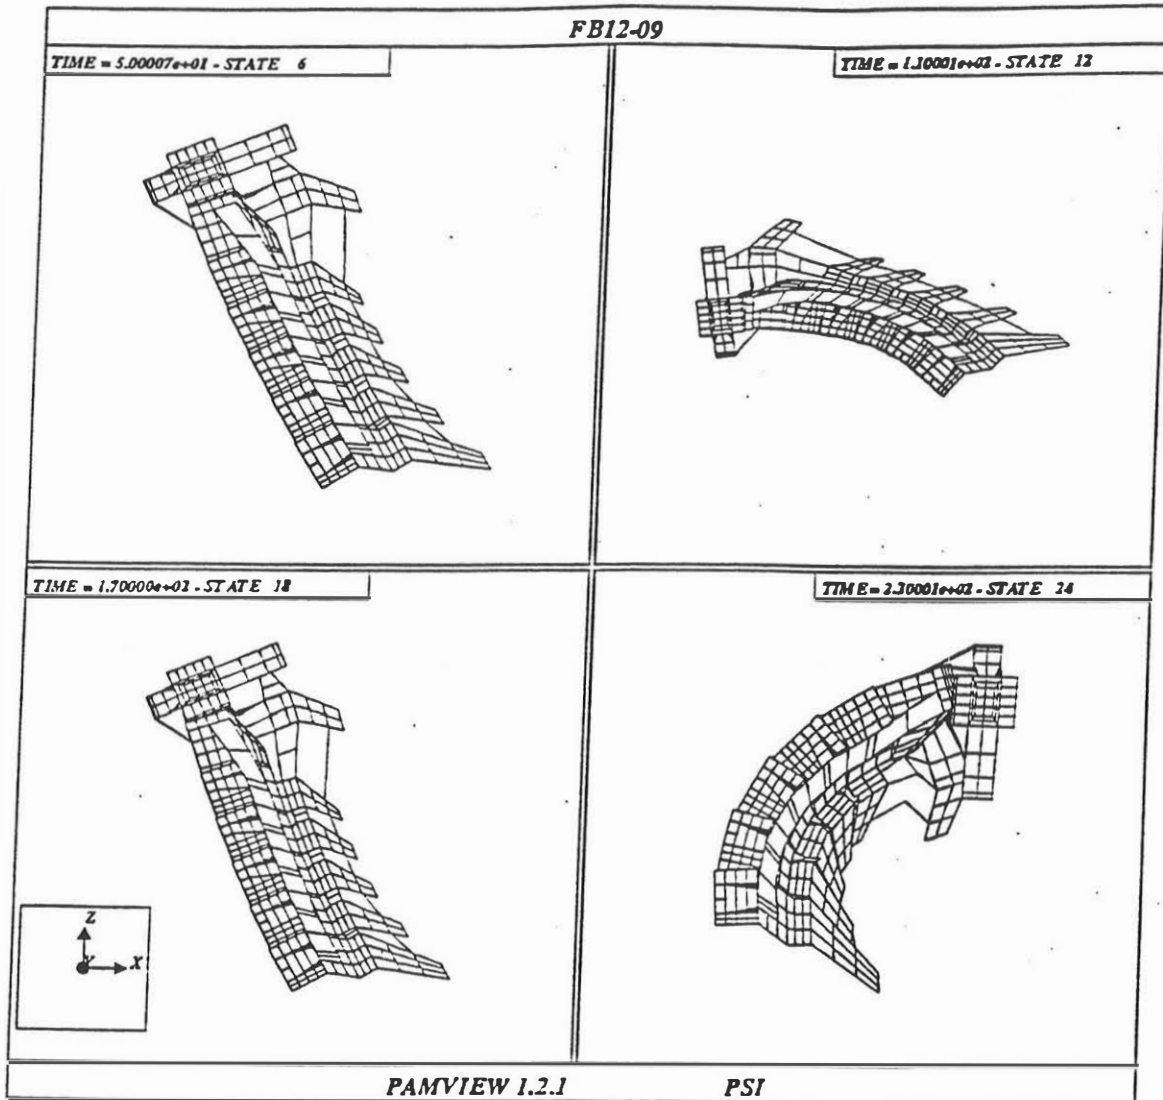 FB12-09
TIME = 5.00007e+01 - STATE 6
TIME = 1.10001e+02 - STATE 12
TIME = 1.70000e+02 - STATE 18
TIME = 2.30001e+02 - STATE 24
Z
Y X
PAMVIEW 1.2.1 PSI